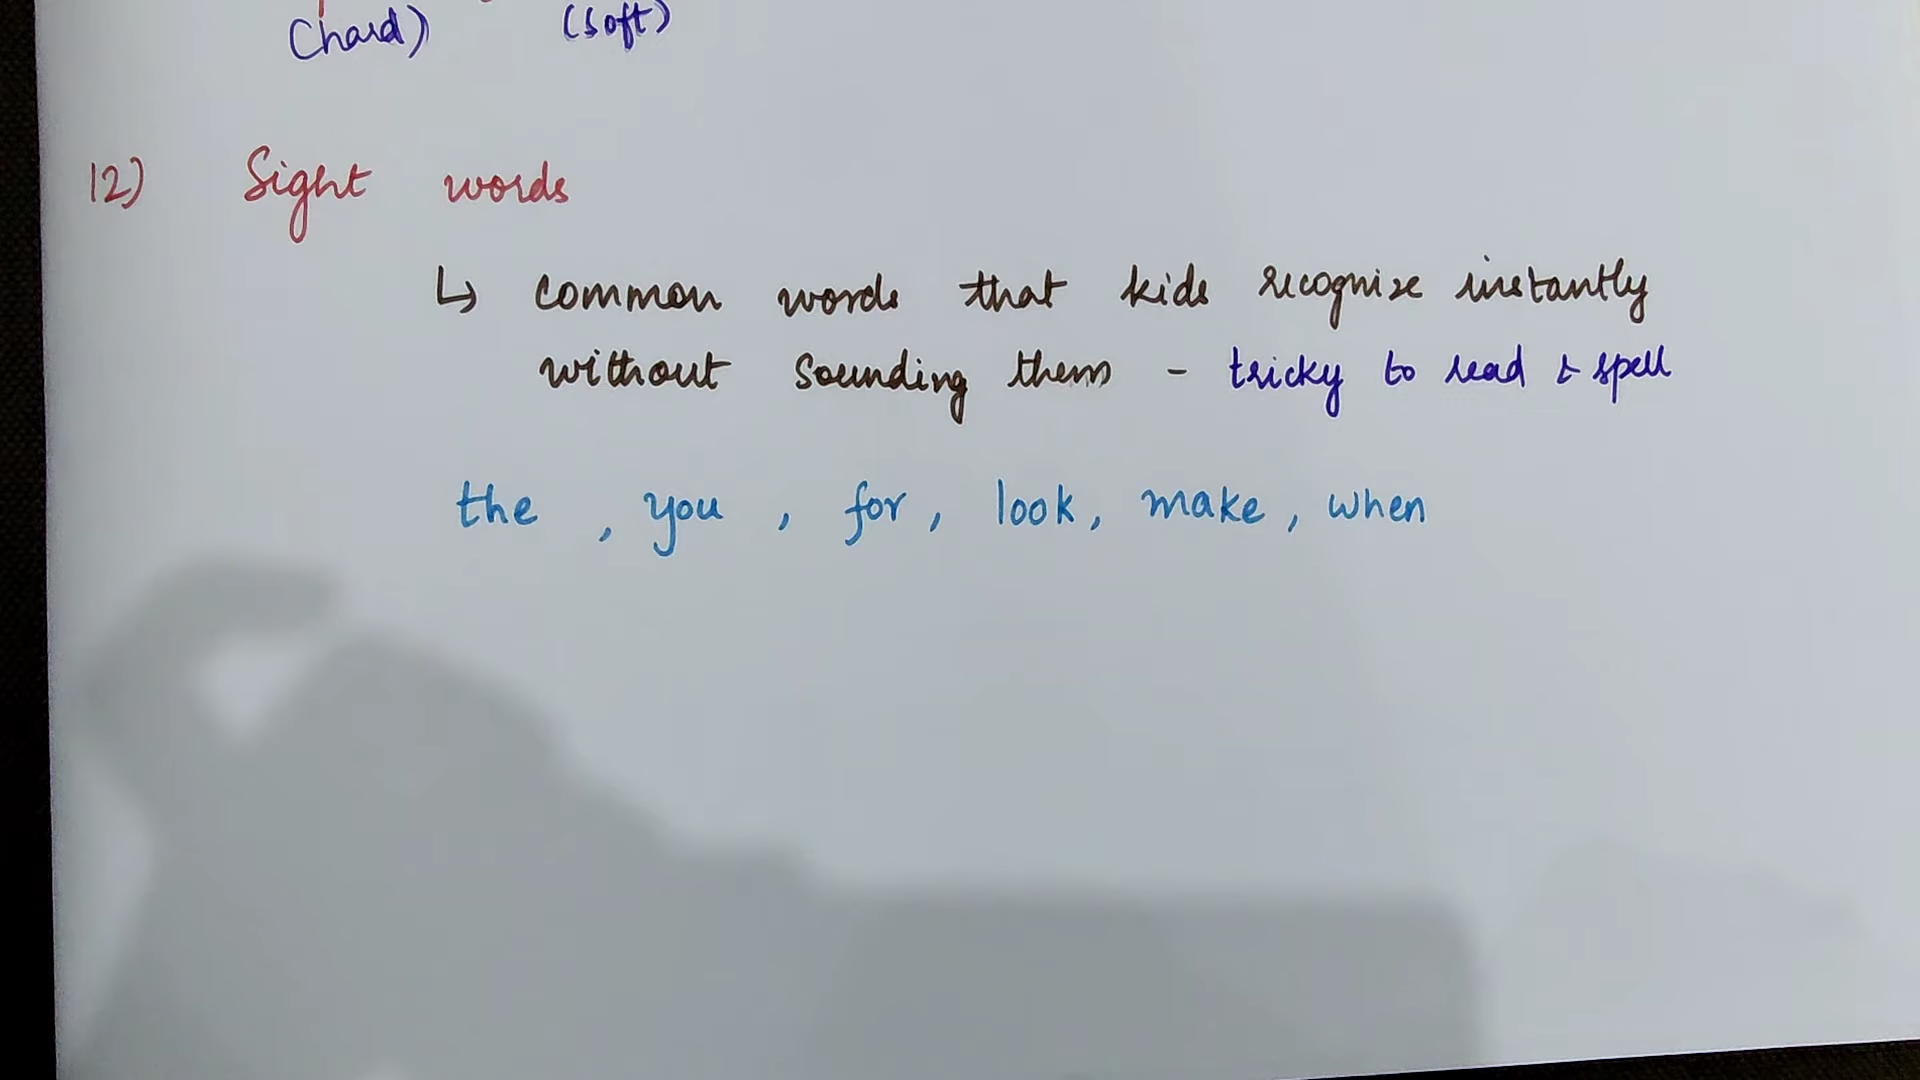 (hard) (soft)
12) Sight words
↳ common words that kids recognize instantly
without sounding them - tricky to read & spell
the , you , for , look , make , when